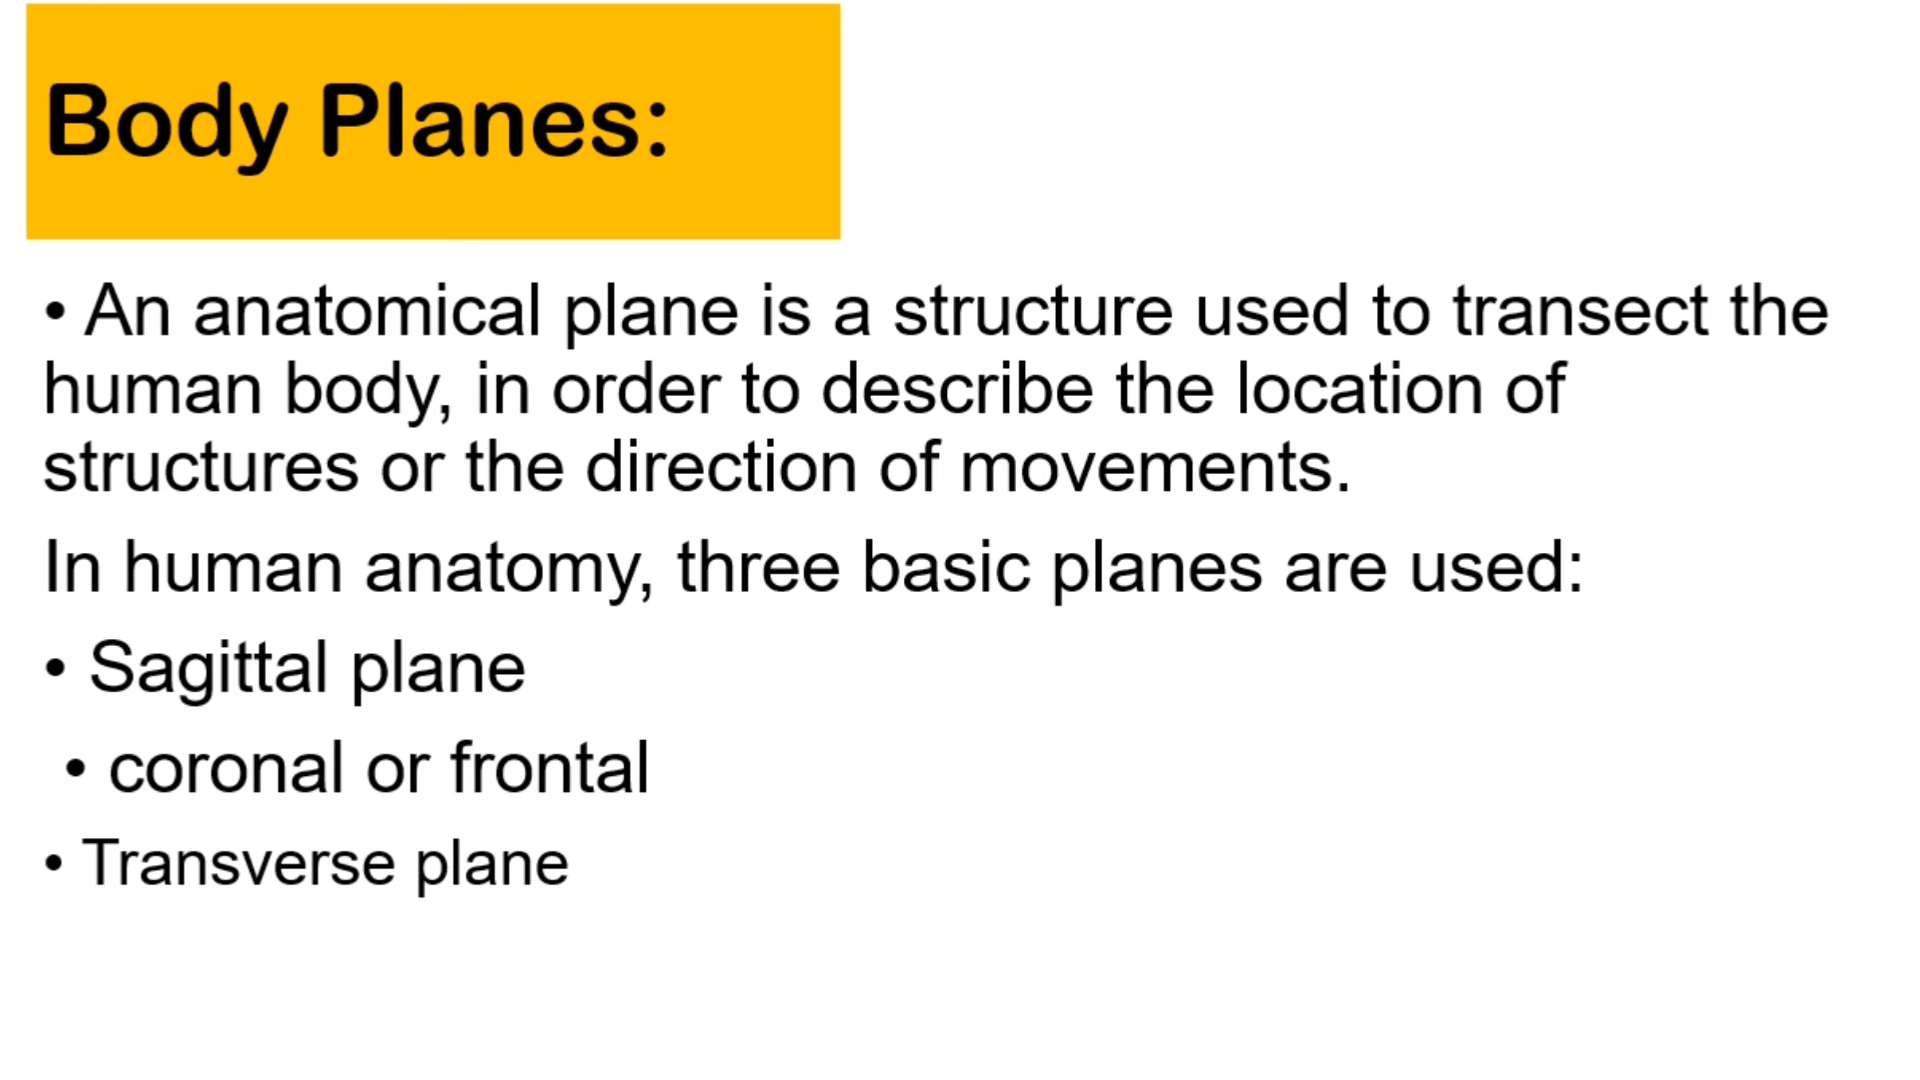 Body Planes:
• An anatomical plane is a structure used to transect the
human body, in order to describe the location of
structures or the direction of movements.
In human anatomy, three basic planes are used:
• Sagittal plane
• coronal or frontal
• Transverse plane